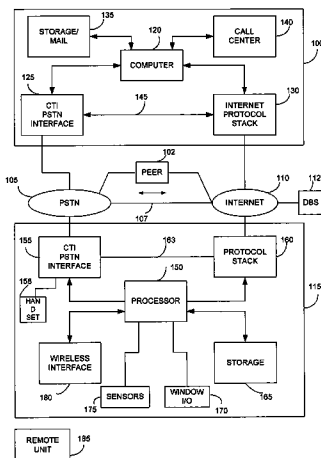 135
STORAGE/
MAIL
120
COMPUTER
140
CALL
CENTER
100
125
CTI
PSTN
INTERFACE
145
130
INTERNET
PROTOCOL
STACK
102
PEER
105
PSTN
107
110
INTERNET
112
DBS
155
CTI
PSTN
INTERFACE
163
160
PROTOCOL
STACK
115
156
HAN
D
SET
150
PROCESSOR
WIRELESS
INTERFACE
180
STORAGE
165
SENSORS
175
WINDOW
I/O
170
REMOTE
UNIT
185